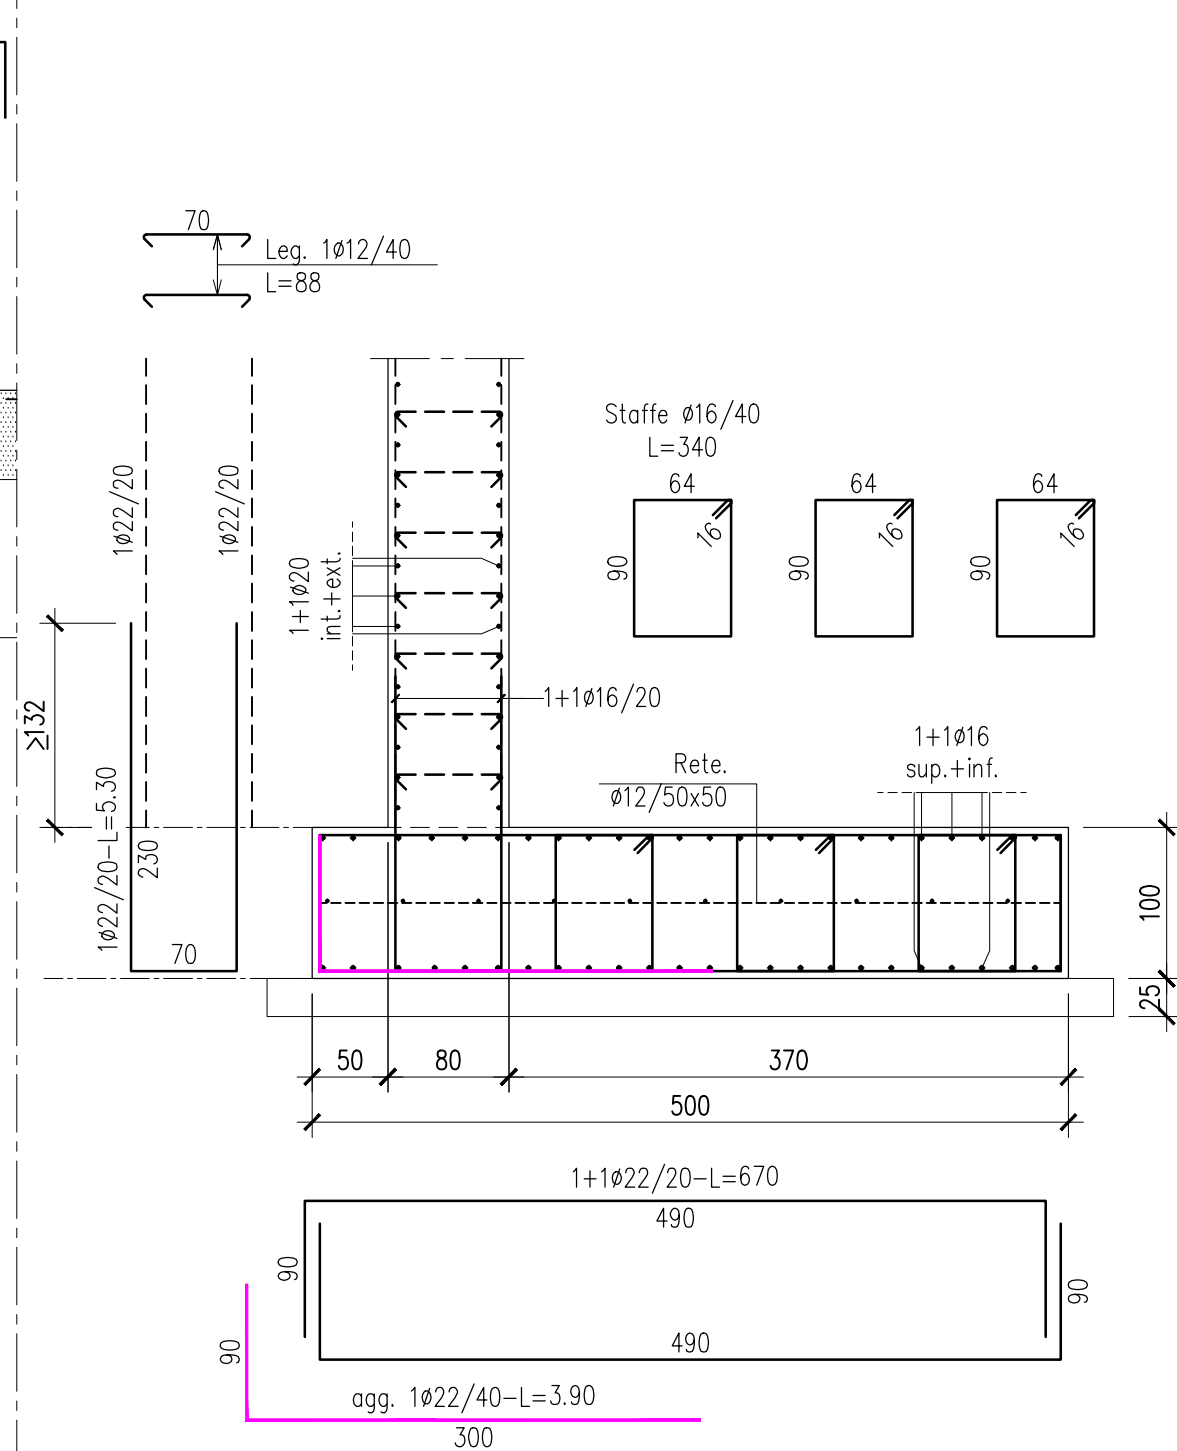 70
Leg. 1ø12/40
L=88
Staffe ø16/40
L=340
64
64
64
16
16
16
90
90
90
1ø22/20
1ø22/20
1+1ø20
int.+ext.
≥132
1+1ø16/20
1+1ø16
sup.+inf.
Rete.
ø12/50x50
1ø22/20-L=5.30
230
70
100
25
50
80
370
500
1+1ø22/20-L=670
490
90
90
490
90
agg. 1ø22/40-L=3.90
300